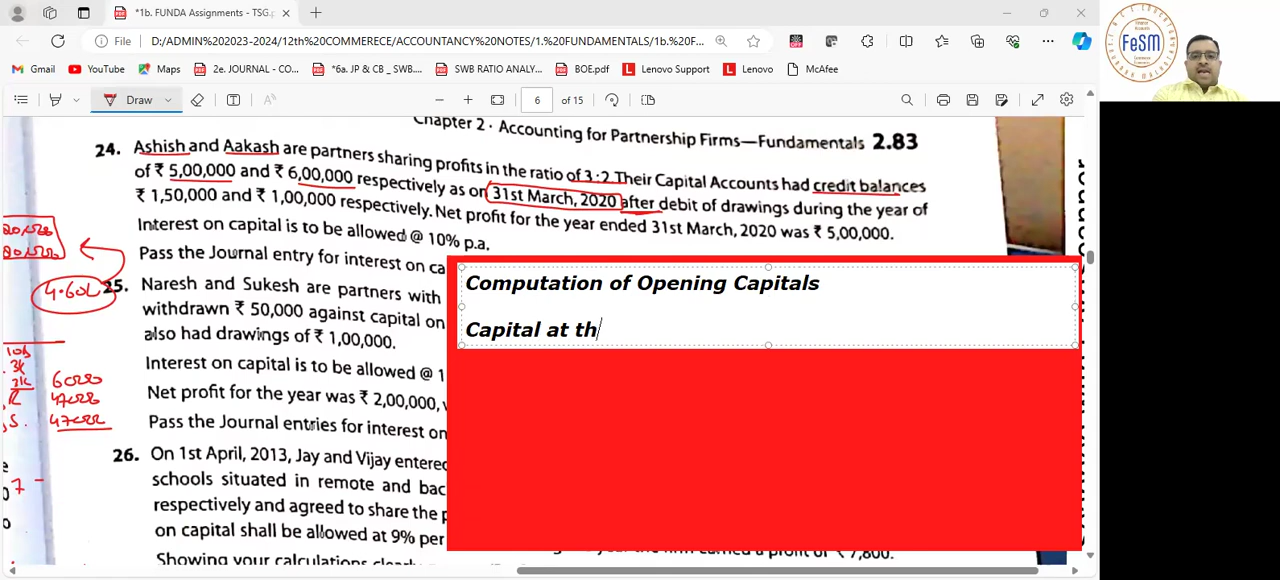 *1b. FUNDA Assignments - TSG.p
File D:/ADMIN%202023-2024/12th%20COMMERECE/ACCOUNTANCE%20NOTES/1.%20FUNDAMENTALS/1b.%20F...
Gmail YouTube Maps 2e. JOURNAL - CO... *6a. JP & CB _ SWB.... SWB RATIO ANALY... BOE.pdf Lenovo Support Lenovo McAfee
Draw 6 of 15
FeSM
Chapter 2 · Accounting for Partnership Firms—Fundamentals 2.83
24. Ashish and Aakash are partners sharing profits in the ratio of 3:2. Their Capital Accounts had credit balances
of ₹ 5,00,000 and ₹ 6,00,000 respectively as on 31st March, 2020 after debit of drawings during the year of
₹ 1,50,000 and ₹ 1,00,000 respectively. Net profit for the year ended 31st March, 2020 was ₹ 5,00,000.
Interest on capital is to be allowed @ 10% p.a.
Pass the Journal entry for interest on ca
4.60L
25. Naresh and Sukesh are partners with
withdrawn ₹ 50,000 against capital on
also had drawings of ₹ 1,00,000.
Interest on capital is to be allowed @ 1
Net profit for the year was ₹ 2,00,000,
Pass the Journal entries for interest on
26. On 1st April, 2013, Jay and Vijay entered
schools situated in remote and bac
respectively and agreed to share the p
on capital shall be allowed at 9% per
Showing your calculations clearly
Computation of Opening Capitals
Capital at th